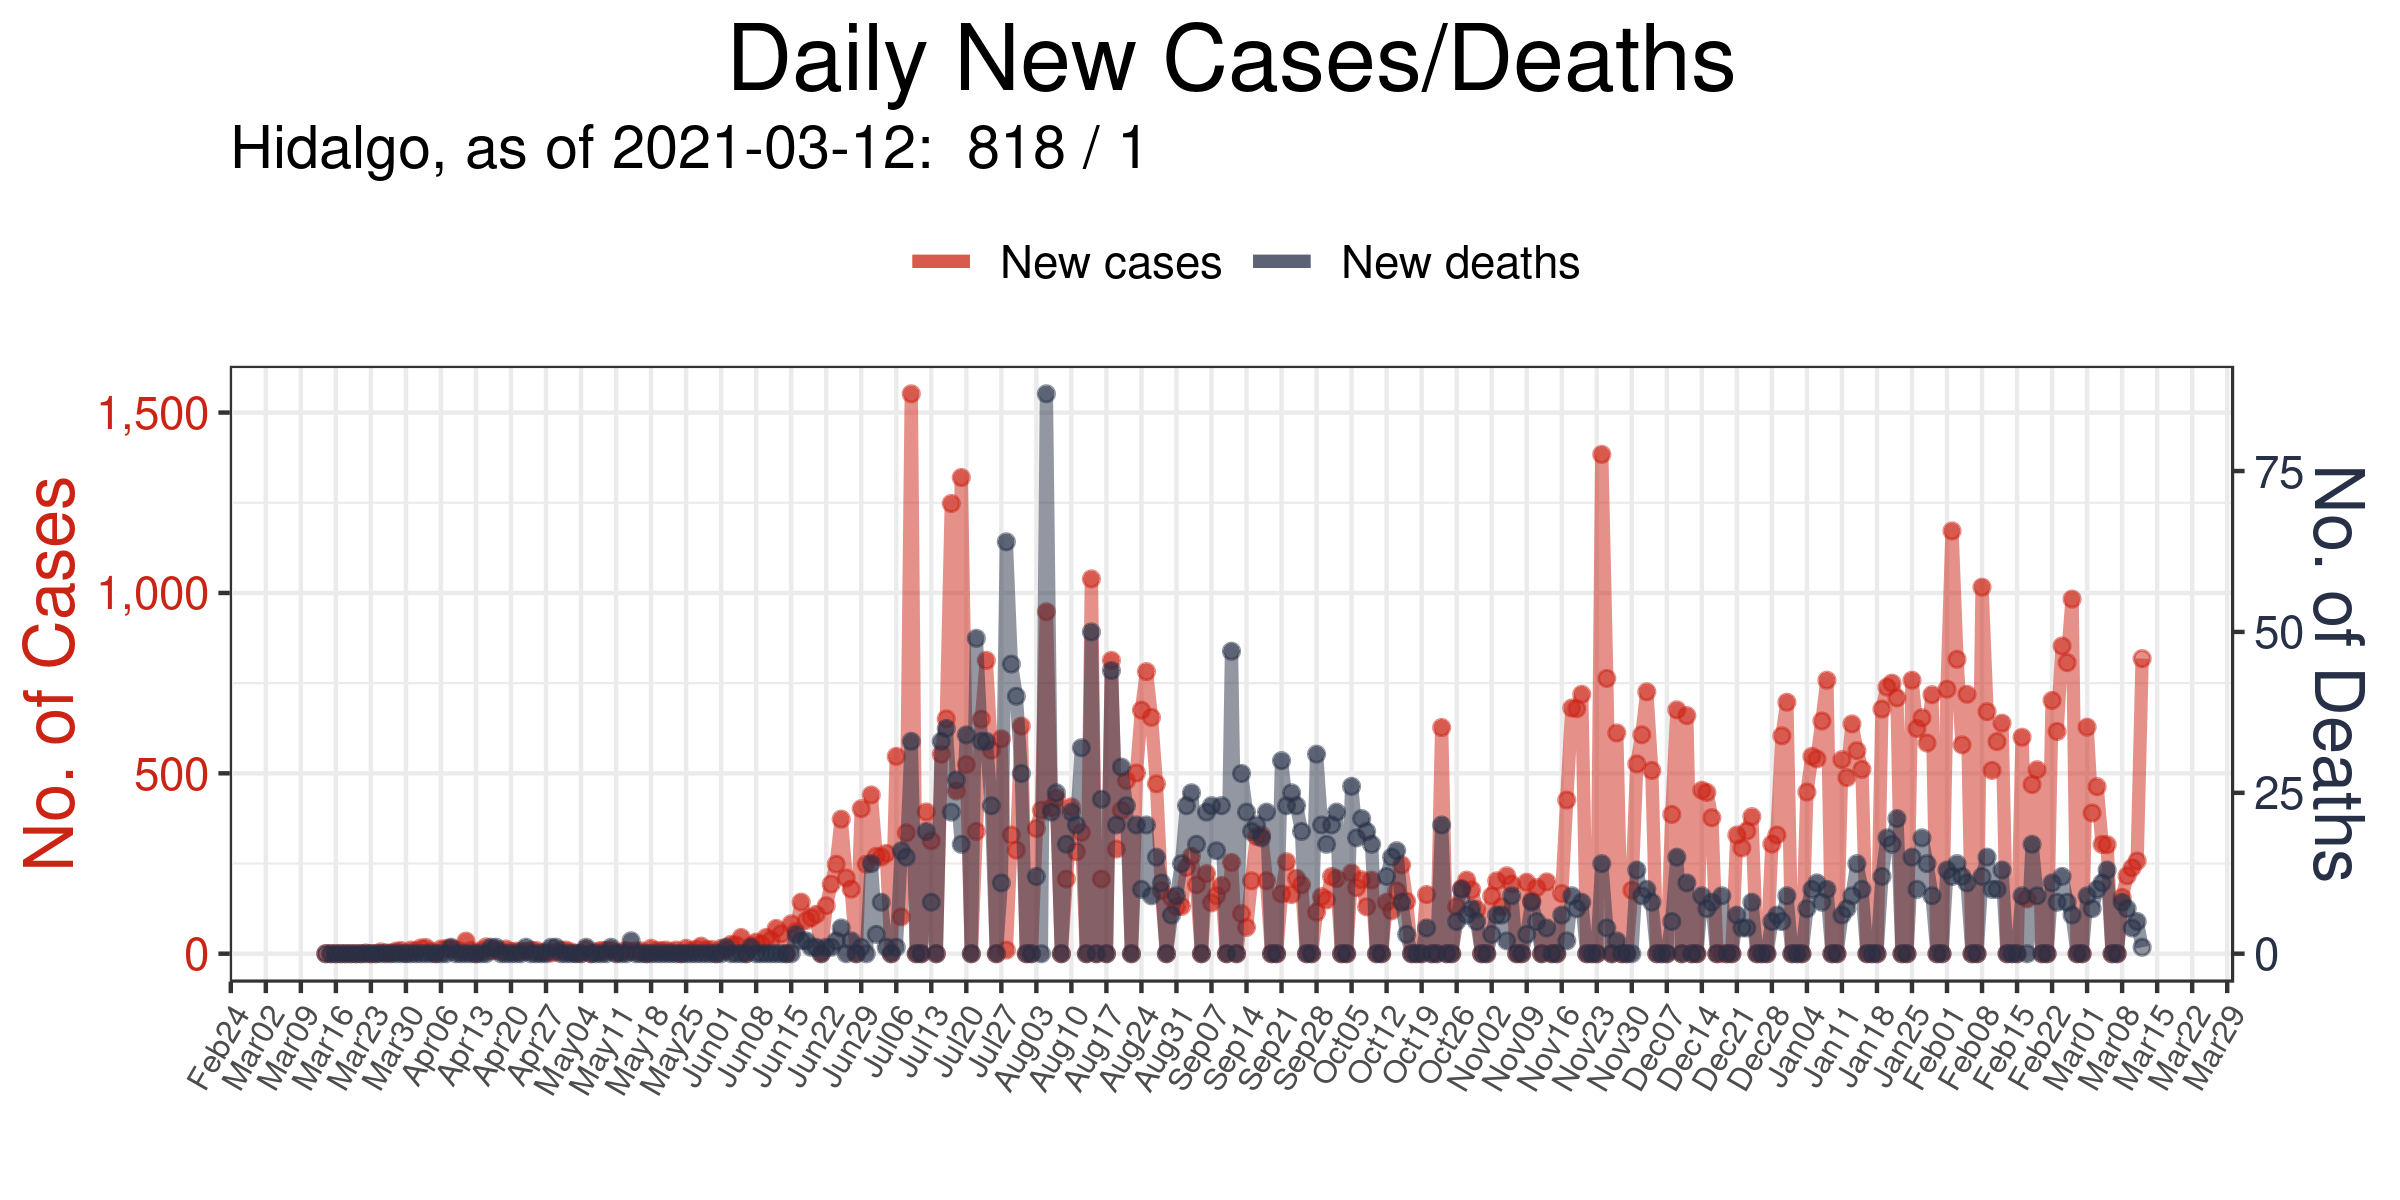 Daily New Cases/Deaths
Hidalgo, as of 2021-03-12:  818 / 1
New cases New deaths
No. of Cases
1,500
1,000
500
0
75
50
25
0
No. of Deaths
Feb24 Mar02 Mar09 Mar16 Mar23 Mar30 Apr06 Apr13 Apr20 Apr27 May04 May11 May18 May25 Jun01 Jun08 Jun15 Jun22 Jun29 Jul06 Jul13 Jul20 Jul27 Aug03 Aug10 Aug17 Aug24 Aug31 Sep07 Sep14 Sep21 Sep28 Oct05 Oct12 Oct19 Oct26 Nov02 Nov09 Nov16 Nov23 Nov30 Dec07 Dec14 Dec21 Dec28 Jan04 Jan11 Jan18 Jan25 Feb01 Feb08 Feb15 Feb22 Mar01 Mar08 Mar15 Mar22 Mar29